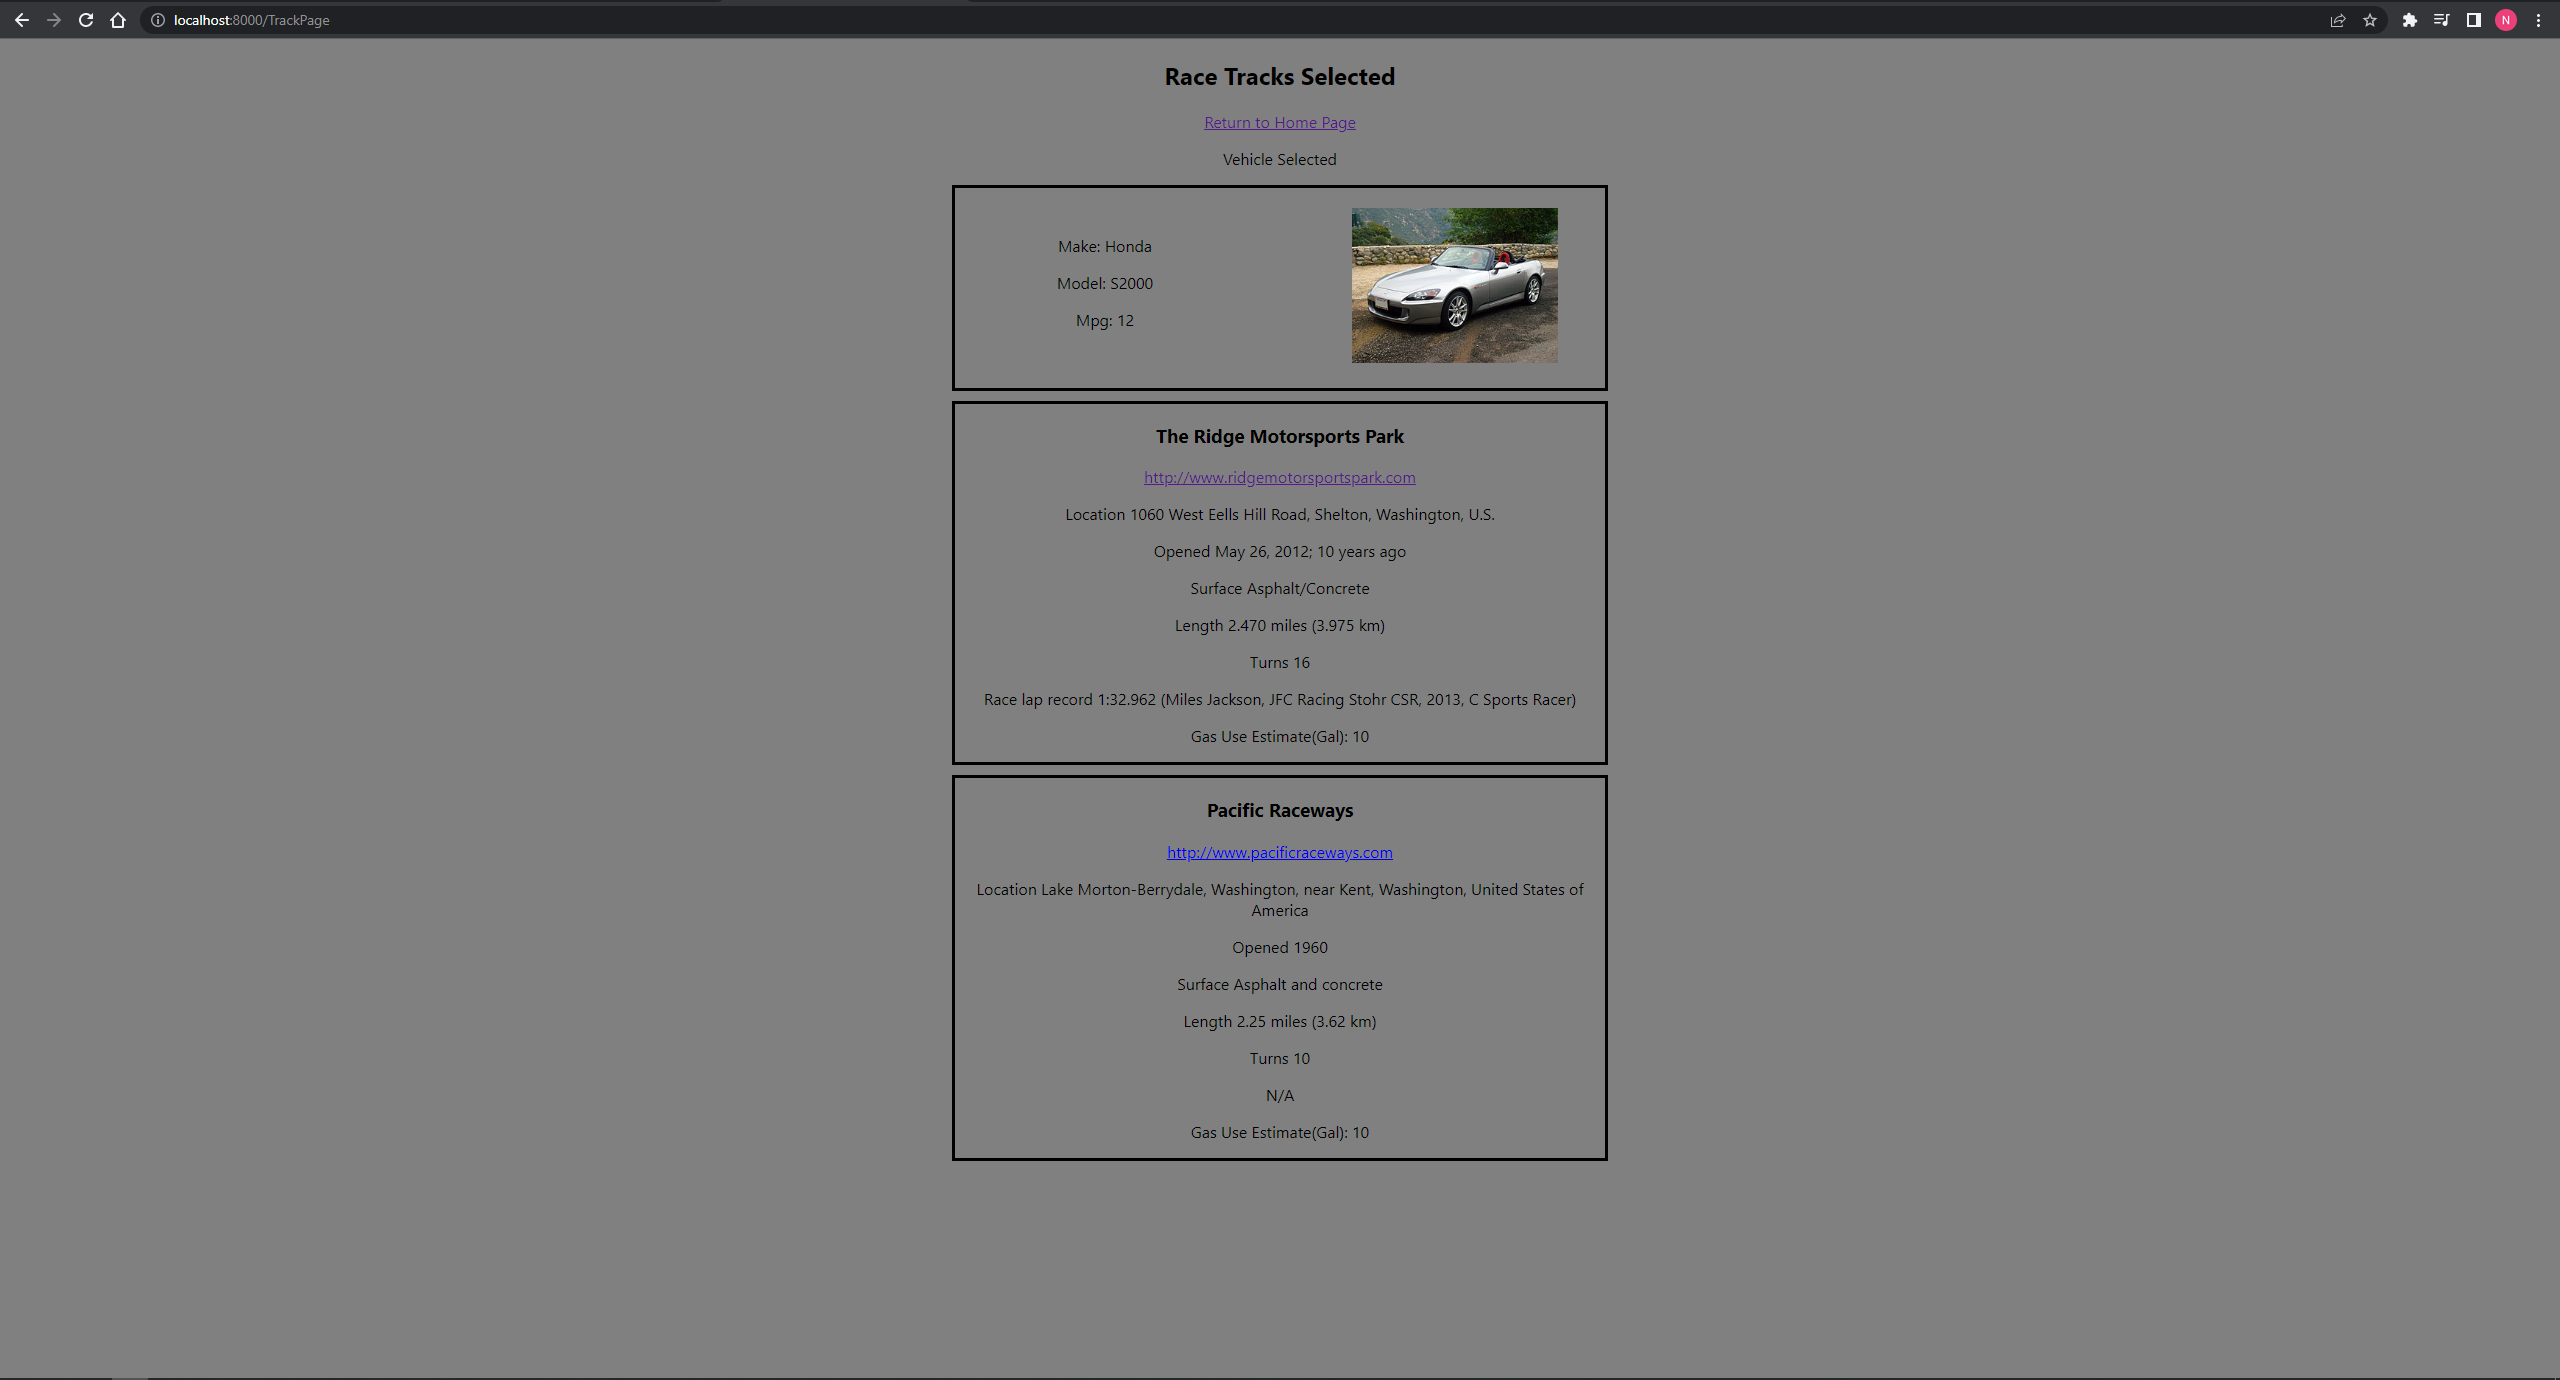 localhost:8000/TrackPage
N
Race Tracks Selected
Return to Home Page
Vehicle Selected
Make: Honda
Model: S2000
Mpg: 12
The Ridge Motorsports Park
http://www.ridgemotorsportspark.com
Location 1060 West Eells Hill Road, Shelton, Washington, U.S.
Opened May 26, 2012; 10 years ago
Surface Asphalt/Concrete
Length 2.470 miles (3.975 km)
Turns 16
Race lap record 1:32.962 (Miles Jackson, JFC Racing Stohr CSR, 2013, C Sports Racer)
Gas Use Estimate(Gal): 10
Pacific Raceways
http://www.pacificraceways.com
Location Lake Morton-Berrydale, Washington, near Kent, Washington, United States of
America
Opened 1960
Surface Asphalt and concrete
Length 2.25 miles (3.62 km)
Turns 10
N/A
Gas Use Estimate(Gal): 10